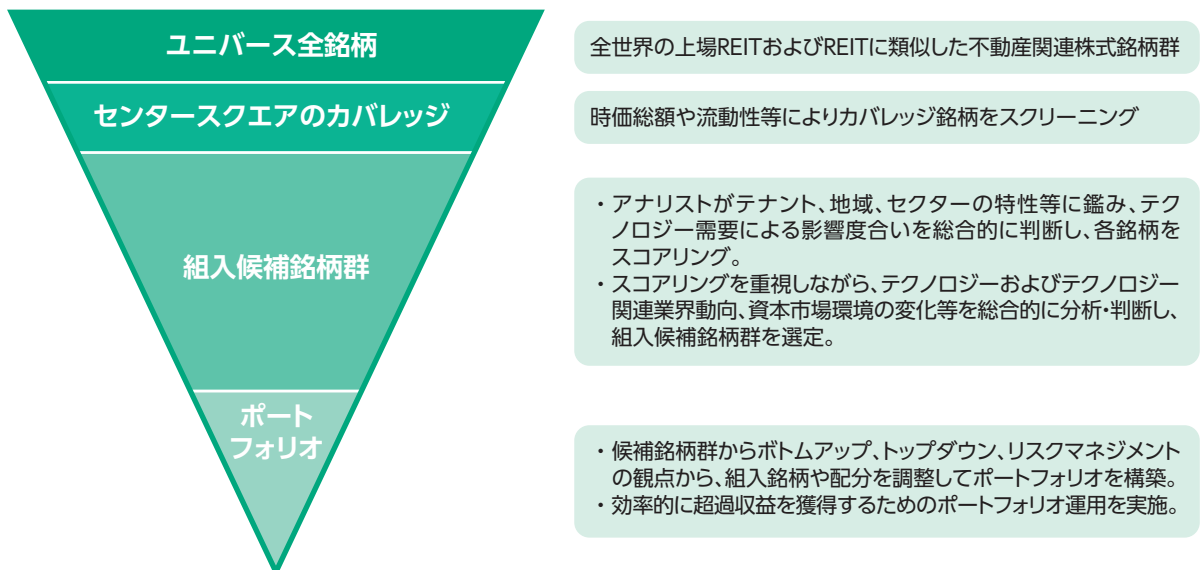 ユニバース全銘柄
全世界の上場REITおよびREITに類似した不動産関連株式銘柄群
センタースクエアのカバレッジ
時価総額や流動性等によりカバレッジ銘柄をスクリーニング
組入候補銘柄群
・アナリストがテナント、地域、セクターの特性等に鑑み、テク
ノロジー需要による影響度合いを総合的に判断し、各銘柄を
スコアリング。
・スコアリングを重視しながら、テクノロジーおよびテクノロジー
関連業界動向、資本市場環境の変化等を総合的に分析・判断し、
組入候補銘柄群を選定。
ポート
フォリオ
・候補銘柄群からボトムアップ、トップダウン、リスクマネジメント
の観点から、組入銘柄や配分を調整してポートフォリオを構築。
・効率的に超過収益を獲得するためのポートフォリオ運用を実施。